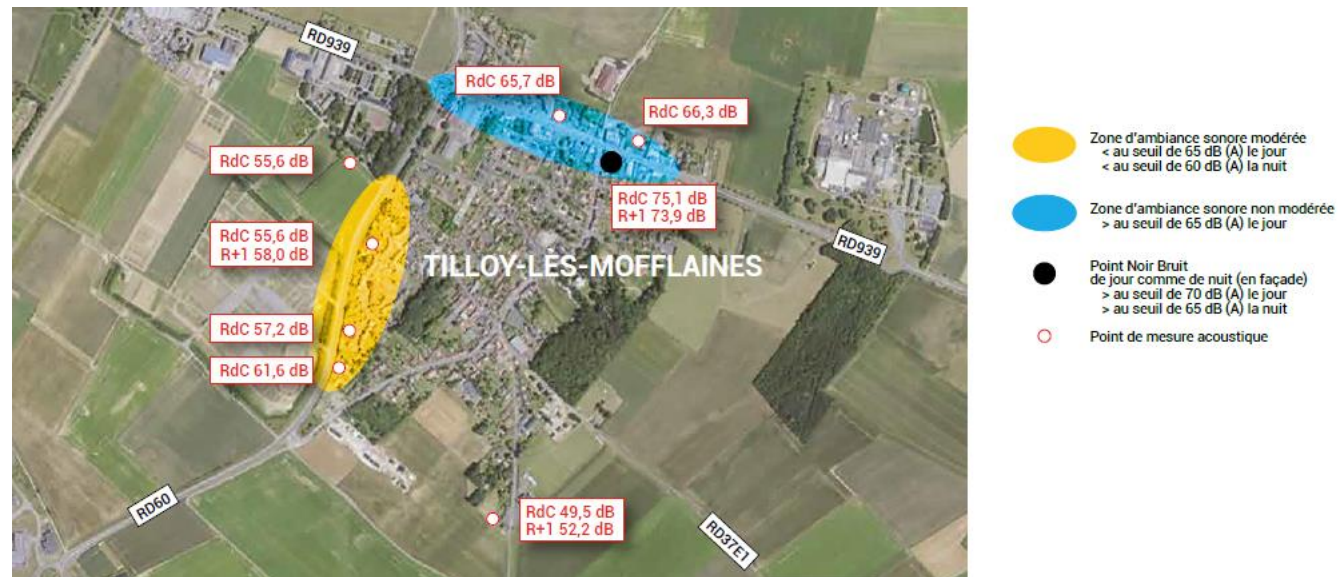 RD939
RdC 65,7 dB
RdC 66,3 dB
RdC 55,6 dB
RdC 75,1 dB
R+1 73,9 dB
RdC 55,6 dB
R+1 58,0 dB
TILLOY-LES-MOFFLAINES
RD939
RdC 57,2 dB
RdC 61,6 dB
RD60
RdC 49,5 dB
R+1 52,2 dB
RD37E1
Zone d'ambiance sonore modérée
< au seuil de 65 dB (A) le jour
< au seuil de 60 dB (A) la nuit
Zone d'ambiance sonore non modérée
> au seuil de 65 dB (A) le jour
Point Noir Bruit
de jour comme de nuit (en façade)
> au seuil de 70 dB (A) le jour
> au seuil de 65 dB (A) la nuit
Point de mesure acoustique